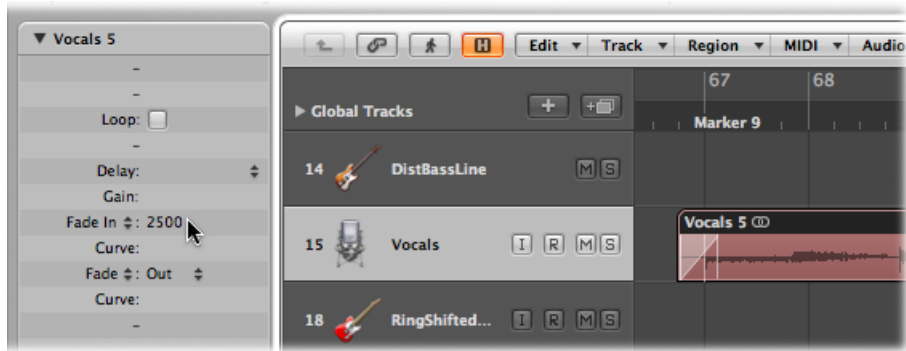 Vocals 5
-
-
Loop:
-
Delay:
Gain:
Fade In : 2500
Curve:
Fade : Out
Curve:
-
H Edit Track Region MIDI Audio
67 68
Global Tracks
Marker 9
14 DistBassLine M S
Vocals 5
15 Vocals I R M S
18 RingShifted... I R M S